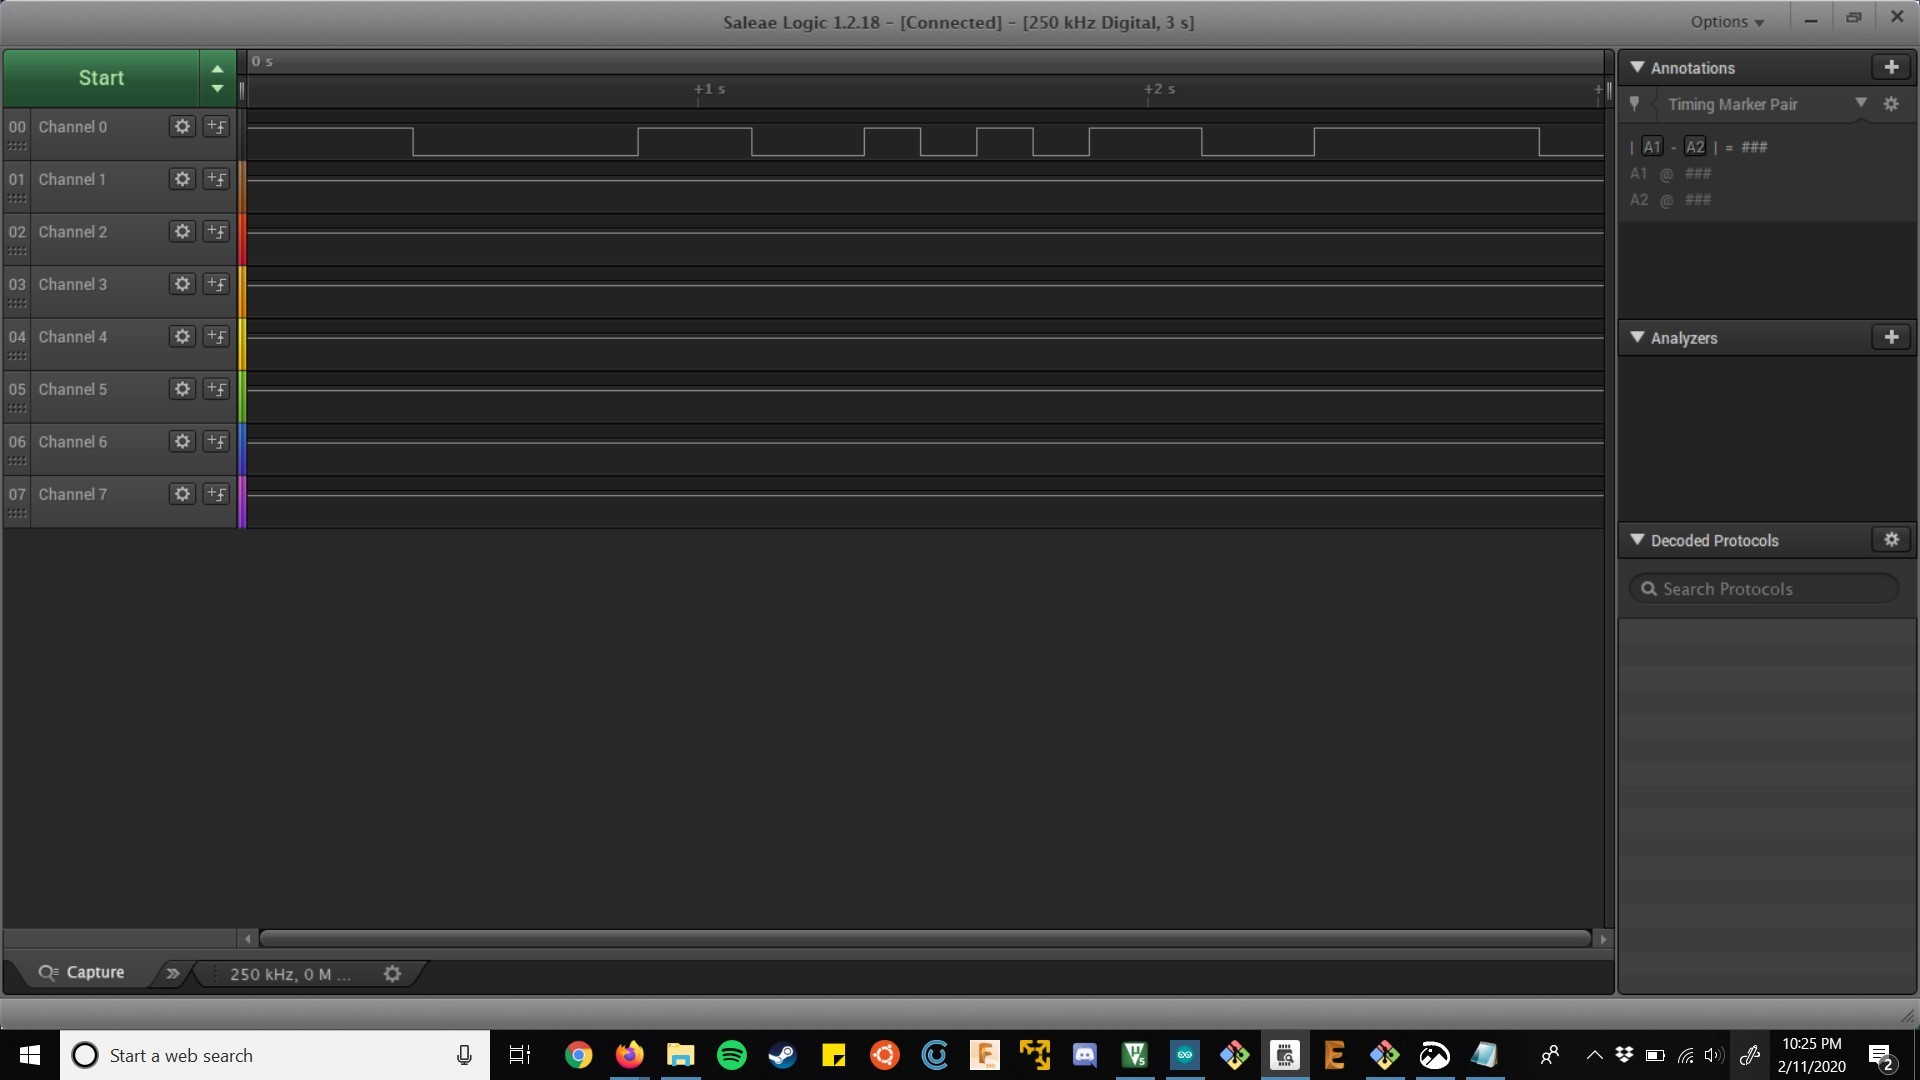 Saleae Logic 1.2.18 - [Connected] - [250 kHz Digital, 3 s]
Options
Start
0 s
+1 s
+2 s
+
00 Channel 0
01 Channel 1
02 Channel 2
03 Channel 3
04 Channel 4
05 Channel 5
06 Channel 6
07 Channel 7
Annotations
Timing Marker Pair
| A1 - A2 | = ###
A1 @ ###
A2 @ ###
Analyzers
Decoded Protocols
Search Protocols
Capture
250 kHz, 0 M ...
Start a web search
10:25 PM
2/11/2020
2